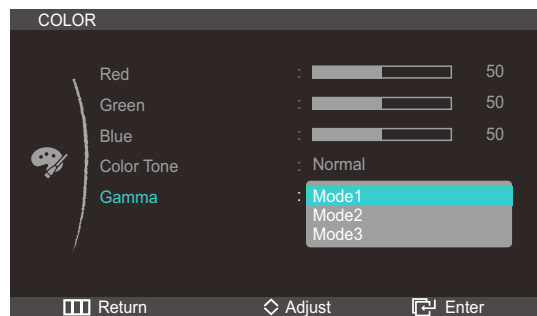 COLOR
Red : 50
Green : 50
Blue : 50
Color Tone : Normal
Gamma : Mode1
Mode2
Mode3
Return Adjust Enter